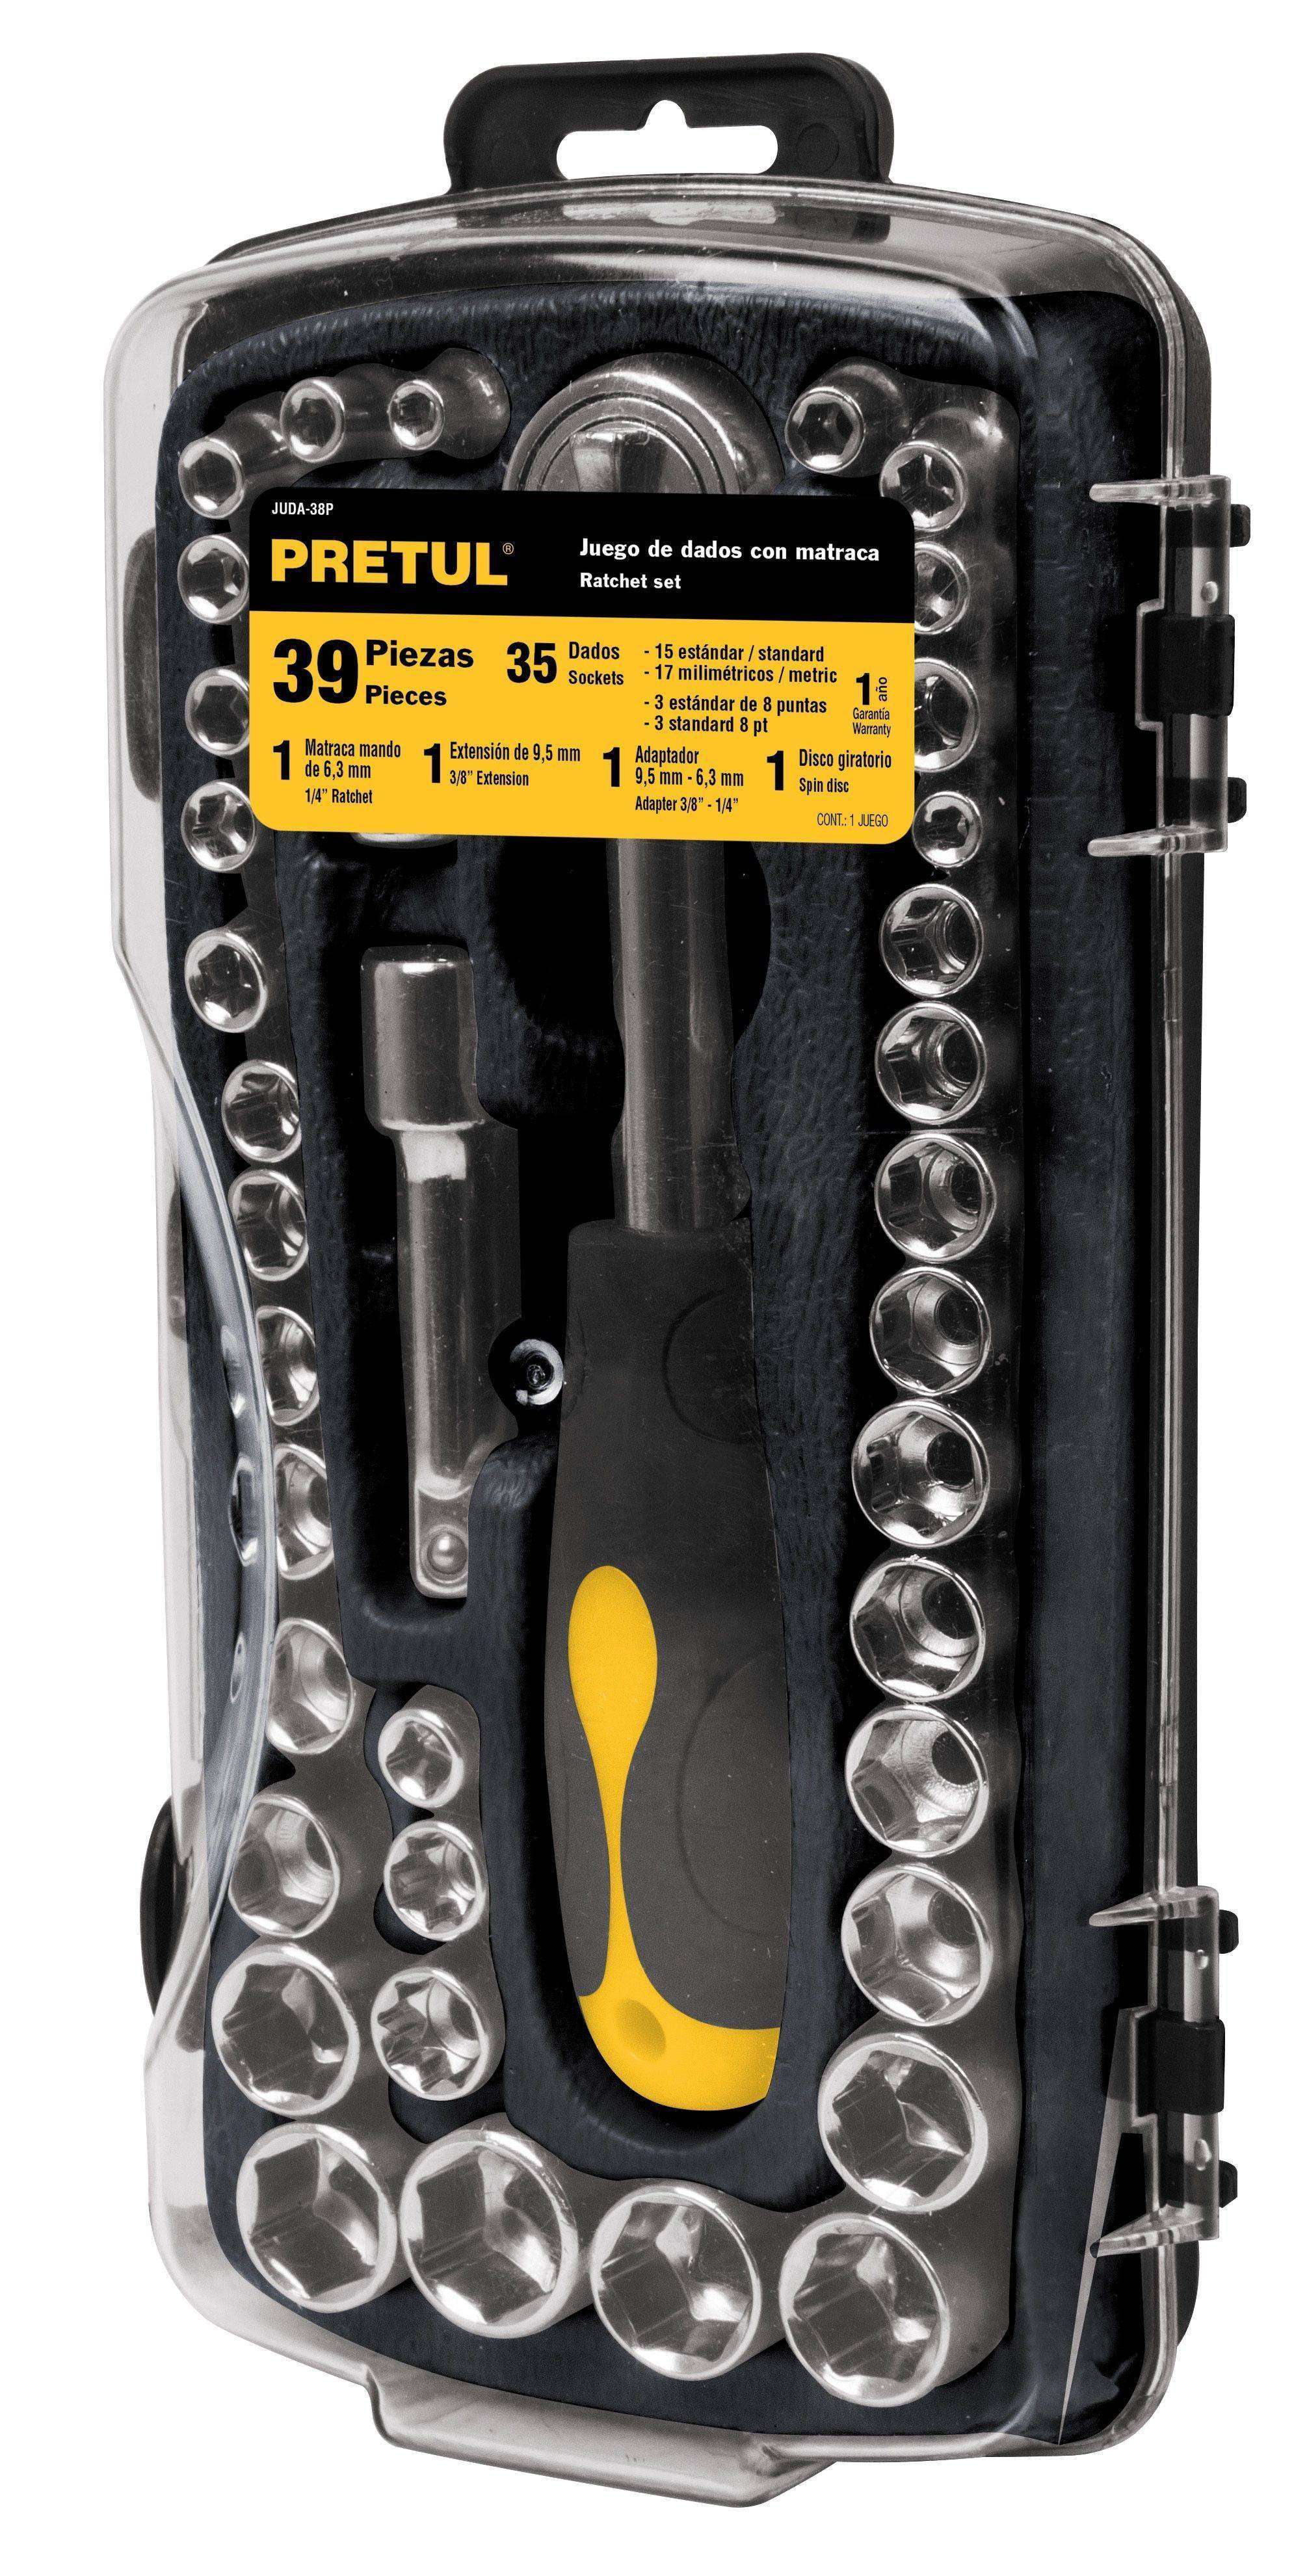 JUDA-38P
PRETUL®
Juego de dados con matraca
Ratchet set
39 Piezas
Pieces
35 Dados
Sockets
- 15 estándar / standard
- 17 milimétricos / metric
- 3 estándar de 8 puntas
- 3 standard 8 pt
1 año
Garantía
Warranty
1 Matraca mando
de 6,3 mm
1/4” Ratchet
1 Extensión de 9,5 mm
3/8” Extension
1 Adaptador
9,5 mm - 6,3 mm
Adapter 3/8” - 1/4”
1 Disco giratorio
Spin disc
CONT.: 1 JUEGO